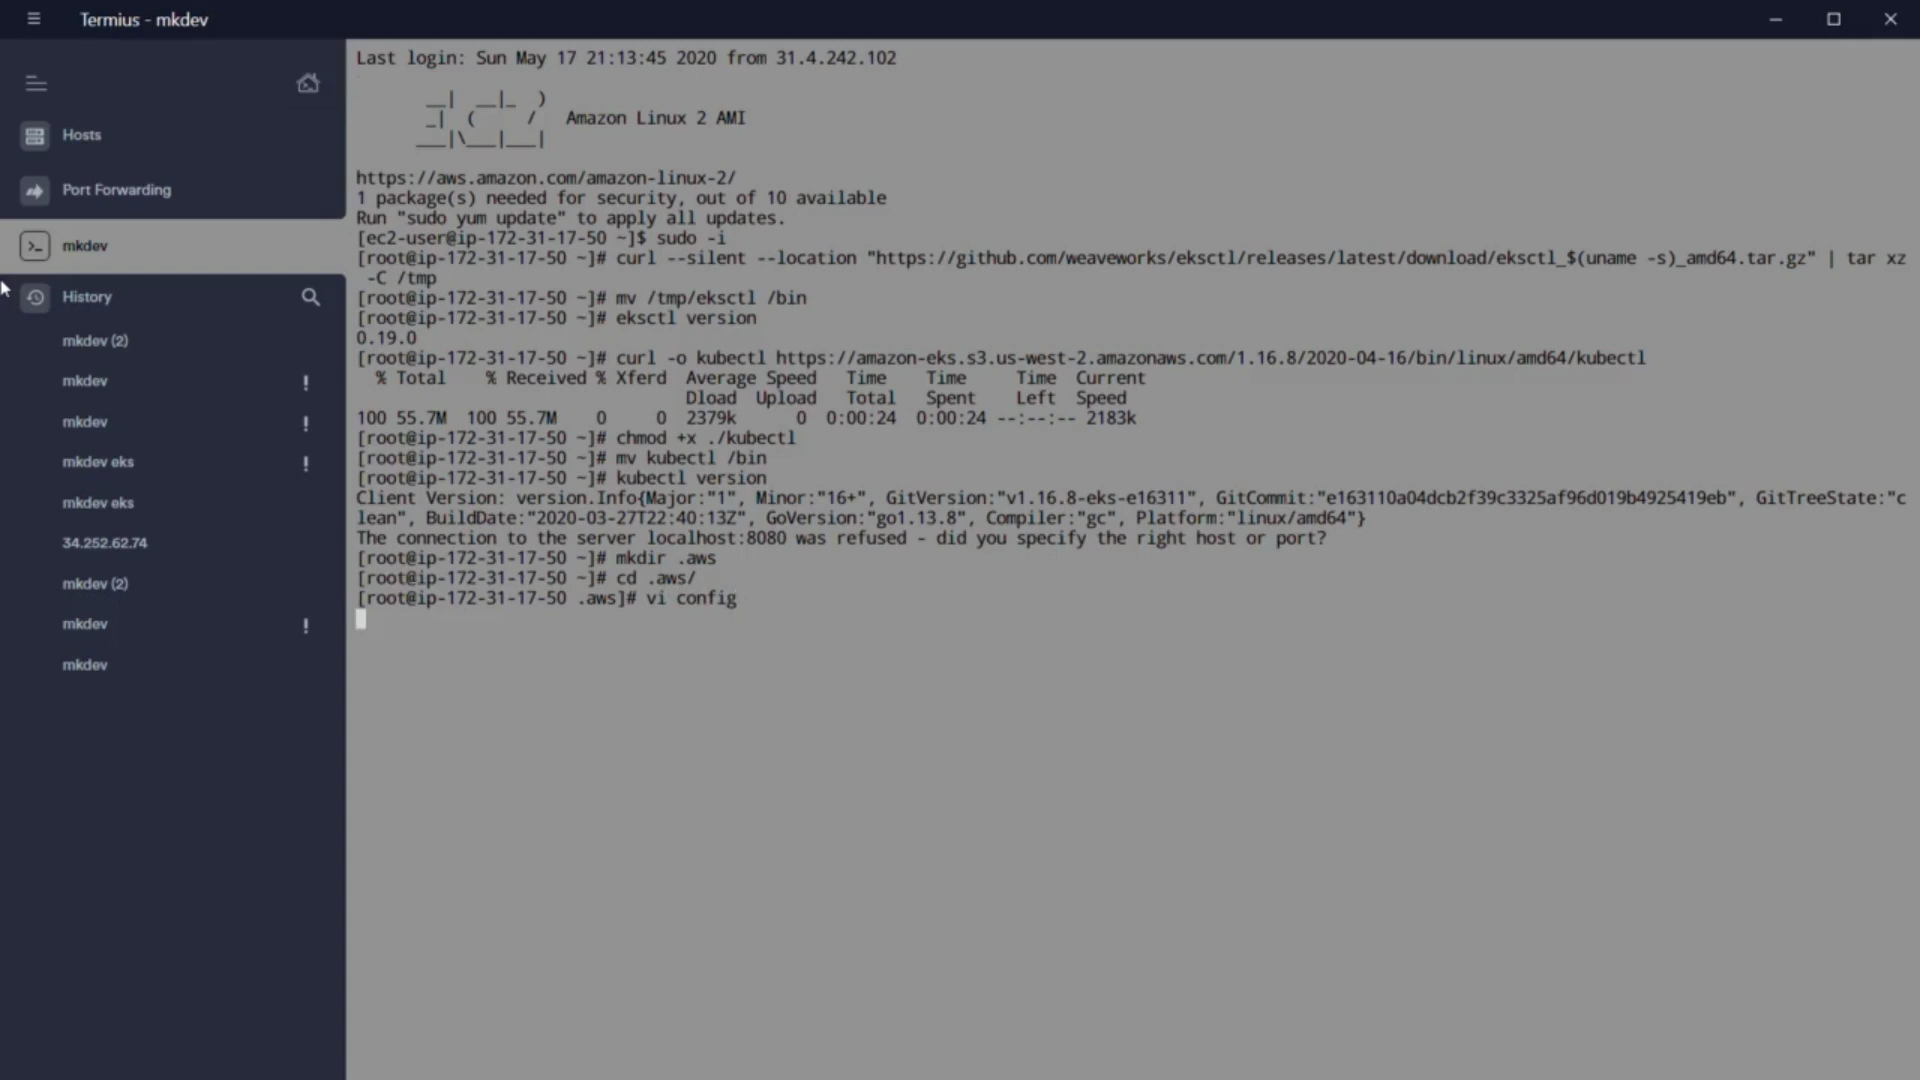 Termius - mkdev
Hosts
Port Forwarding
mkdev
History
mkdev (2)
mkdev !
mkdev !
mkdev eks !
mkdev eks
34.252.62.74
mkdev (2)
mkdev !
mkdev
Last login: Sun May 17 21:13:45 2020 from 31.4.242.102
__|  __|_  )
_|  (     /   Amazon Linux 2 AMI
___|\___|___|
https://aws.amazon.com/amazon-linux-2/
1 package(s) needed for security, out of 10 available
Run "sudo yum update" to apply all updates.
[ec2-user@ip-172-31-17-50 ~]$ sudo -i
[root@ip-172-31-17-50 ~]# curl --silent --location "https://github.com/weaveworks/eksctl/releases/latest/download/eksctl_$(uname -s)_amd64.tar.gz" | tar xz
-C /tmp
[root@ip-172-31-17-50 ~]# mv /tmp/eksctl /bin
[root@ip-172-31-17-50 ~]# eksctl version
0.19.0
[root@ip-172-31-17-50 ~]# curl -o kubectl https://amazon-eks.s3.us-west-2.amazonaws.com/1.16.8/2020-04-16/bin/linux/amd64/kubectl
% Total    % Received % Xferd  Average Speed   Time    Time     Time  Current
Dload  Upload   Total   Spent    Left  Speed
100 55.7M  100 55.7M    0     0  2379k      0  0:00:24  0:00:24 --:--:-- 2183k
[root@ip-172-31-17-50 ~]# chmod +x ./kubectl
[root@ip-172-31-17-50 ~]# mv kubectl /bin
[root@ip-172-31-17-50 ~]# kubectl version
Client Version: version.Info{Major:"1", Minor:"16+", GitVersion:"v1.16.8-eks-e16311", GitCommit:"e163110a04dcb2f39c3325af96d019b4925419eb", GitTreeState:"c
lean", BuildDate:"2020-03-27T22:40:13Z", GoVersion:"go1.13.8", Compiler:"gc", Platform:"linux/amd64"}
The connection to the server localhost:8080 was refused - did you specify the right host or port?
[root@ip-172-31-17-50 ~]# mkdir .aws
[root@ip-172-31-17-50 ~]# cd .aws/
[root@ip-172-31-17-50 .aws]# vi config